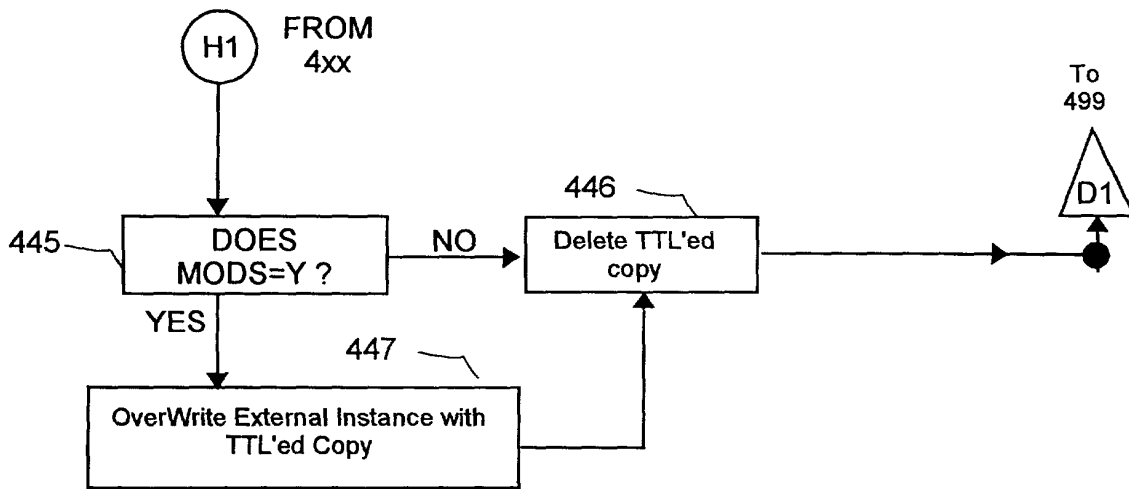 H1
FROM
4xx
To
499
D1
445
DOES
MODS=Y ?
NO
446
Delete TTL'ed
copy
YES
447
OverWrite External Instance with
TTL'ed Copy